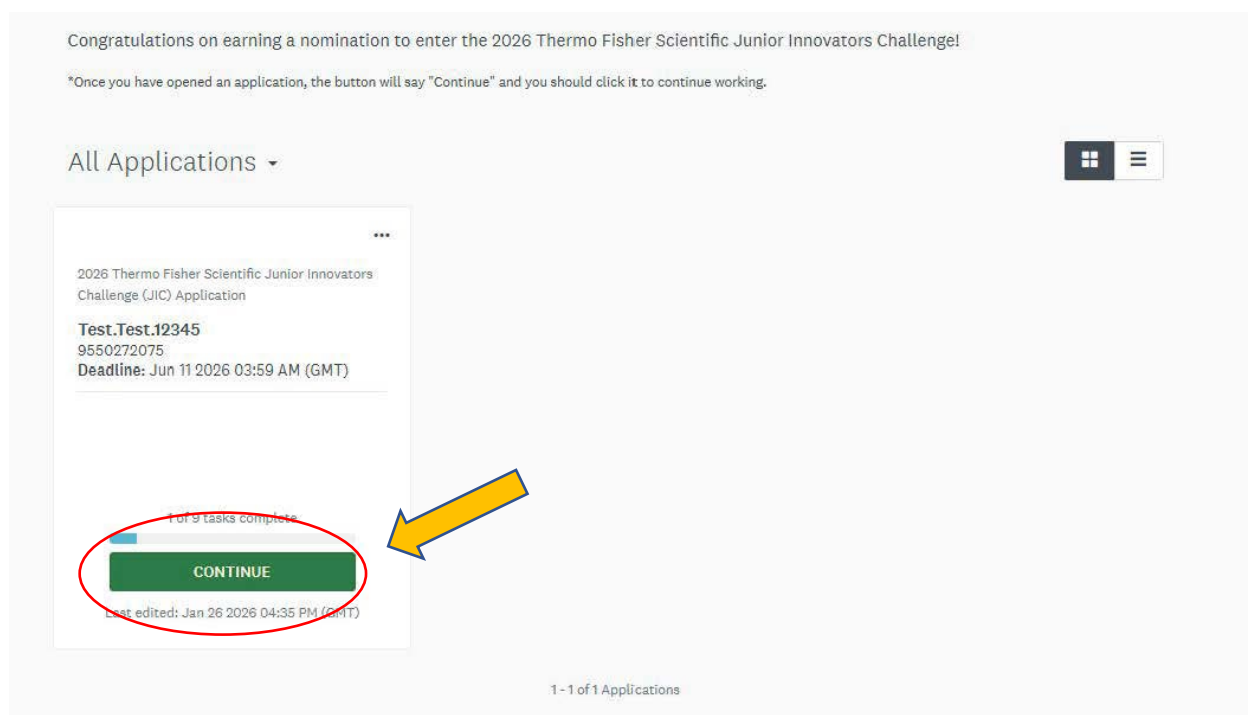 Congratulations on earning a nomination to enter the 2026 Thermo Fisher Scientific Junior Innovators Challenge!
*Once you have opened an application, the button will say "Continue" and you should click it to continue working.
All Applications
2026 Thermo Fisher Scientific Junior Innovators
Challenge (JIC) Application
Test.Test.12345
9550272075
Deadline: Jun 11 2026 03:59 AM (GMT)
1 of 9 tasks complete
CONTINUE
Last edited: Jan 26 2026 04:35 PM (GMT)
1 - 1 of 1 Applications